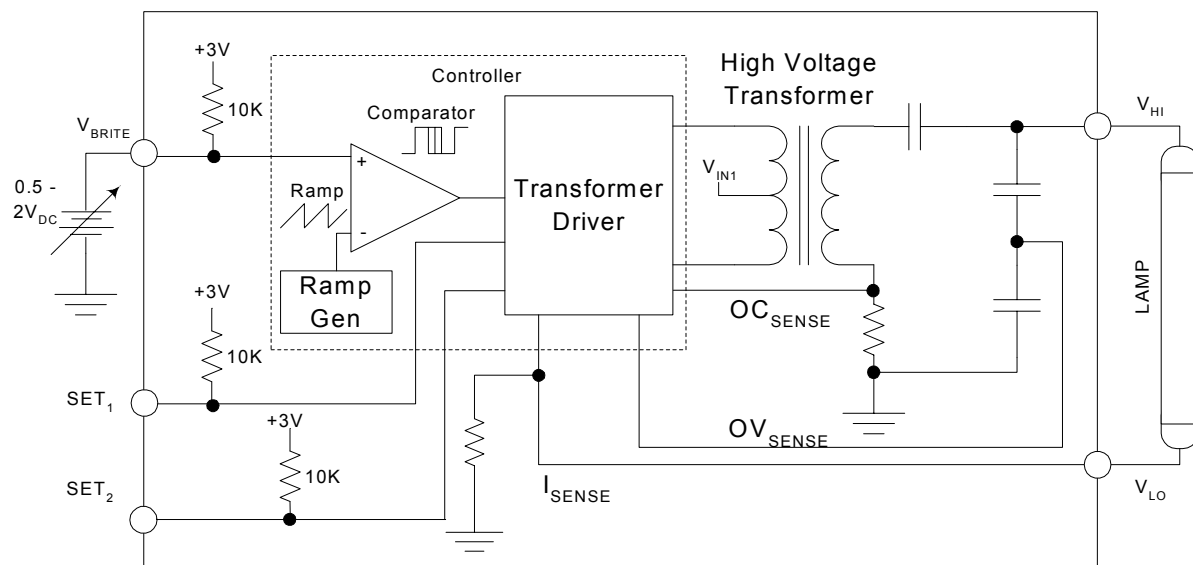 +3V
10K
V_BRITE
0.5 -
2V_DC
Controller
Comparator
+
Ramp
-
Ramp
Gen
Transformer
Driver
High Voltage
Transformer
V_IN1
V_HI
LAMP
V_LO
+3V
10K
SET_1
+3V
10K
SET_2
OC_SENSE
OV_SENSE
I_SENSE